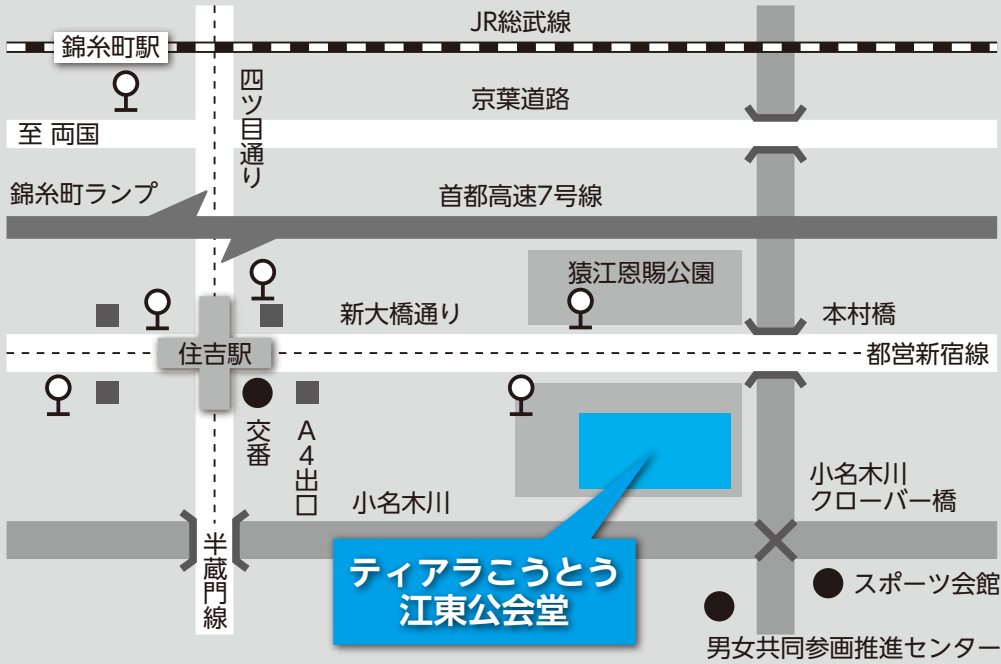 JR総武線
錦糸町駅
四ツ目通り
京葉道路
至 両国
錦糸町ランプ
首都高速7号線
猿江恩賜公園
新大橋通り
本村橋
住吉駅
都営新宿線
交番
A4出口
小名木川
小名木川
クローバー橋
半蔵門線
ティアラこうとう
江東公会堂
スポーツ会館
男女共同参画推進センター